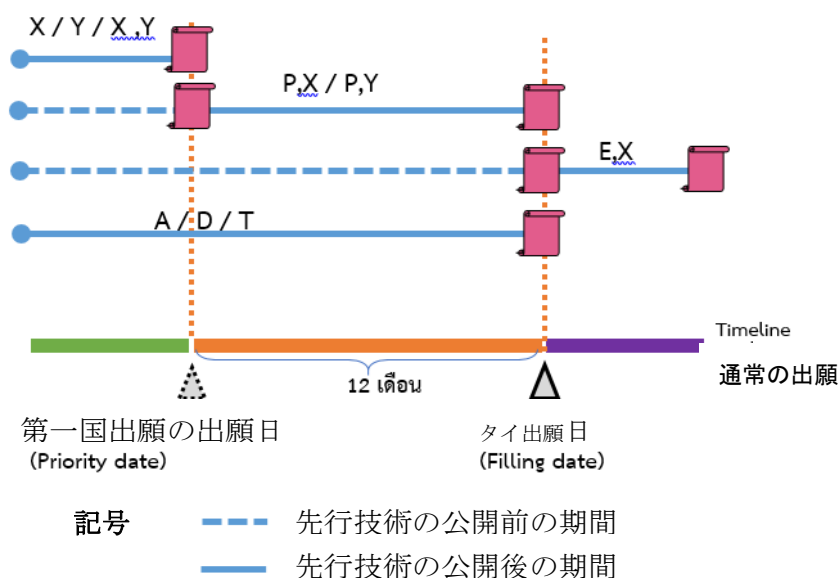 X / Y / X ,Y
P,X / P,Y
E,X
A / D / T
Timeline
12 เดือน
通常の出願
第一国出願の出願日
(Priority date)
タイ出願日
(Filling date)
記号
先行技術の公開前の期間
先行技術の公開後の期間